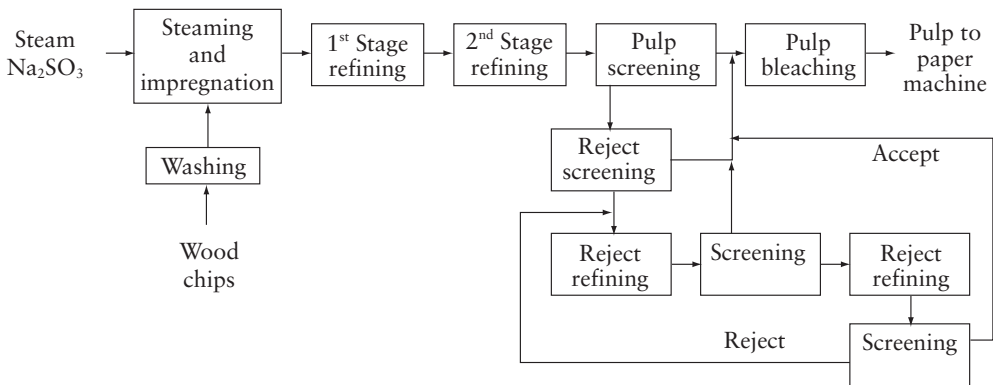 Steam
Na₂SO₃
Steaming
and
impregnation
1ˢᵗ Stage
refining
2ⁿᵈ Stage
refining
Pulp
screening
Pulp
bleaching
Pulp to
paper
machine
Washing
Wood
chips
Reject
screening
Accept
Reject
refining
Screening
Reject
refining
Reject
Screening